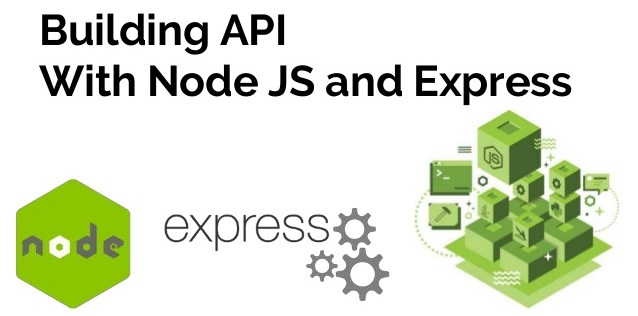 Building API
With Node JS and Express
node
express
JS
>_